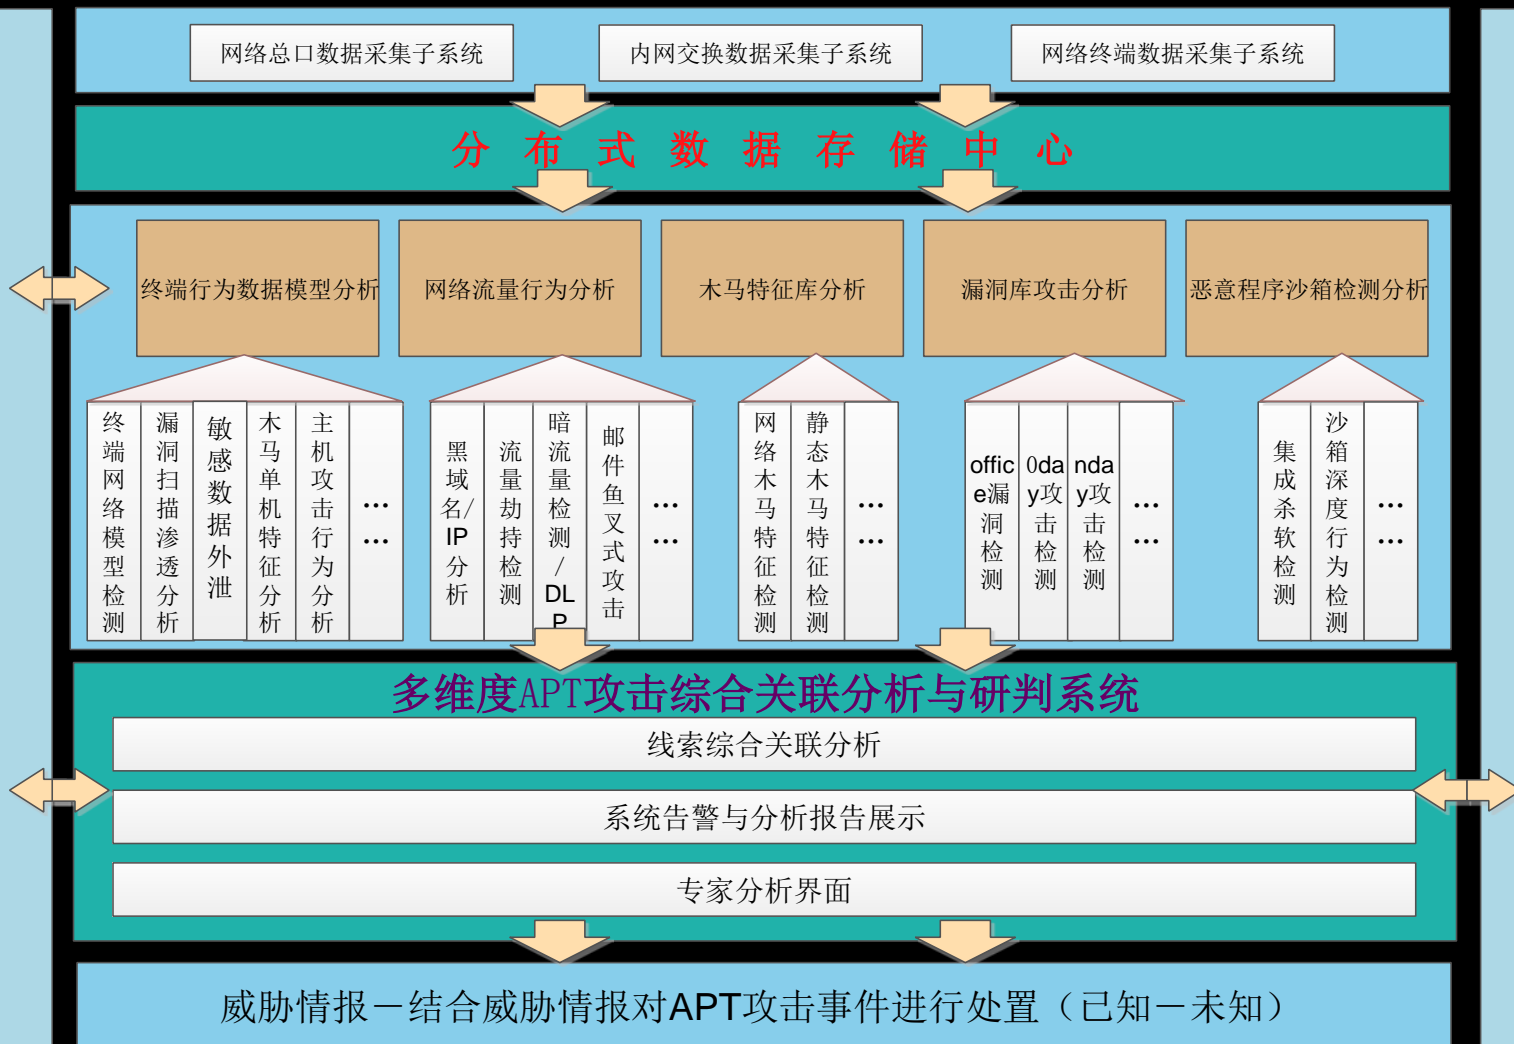 网络总口数据采集子系统
内网交换数据采集子系统
网络终端数据采集子系统
分布式数据存储中心
终端行为数据模型分析
网络流量行为分析
木马特征库分析
漏洞库攻击分析
恶意程序沙箱检测分析
终端网络模型检测
漏洞扫描渗透分析
敏感数据外泄
木马单机特征分析
主机攻击行为分析
……
黑域名/IP分析
流量劫持检测
暗流量检测/DLP
邮件鱼叉式攻击
……
网络木马特征检测
静态木马特征检测
……
office漏洞检测
0day攻击检测
nday攻击检测
……
集成杀软检测
沙箱深度行为检测
……
多维度APT攻击综合关联分析与研判系统
线索综合关联分析
系统告警与分析报告展示
专家分析界面
威胁情报－结合威胁情报对APT攻击事件进行处置（已知－未知）